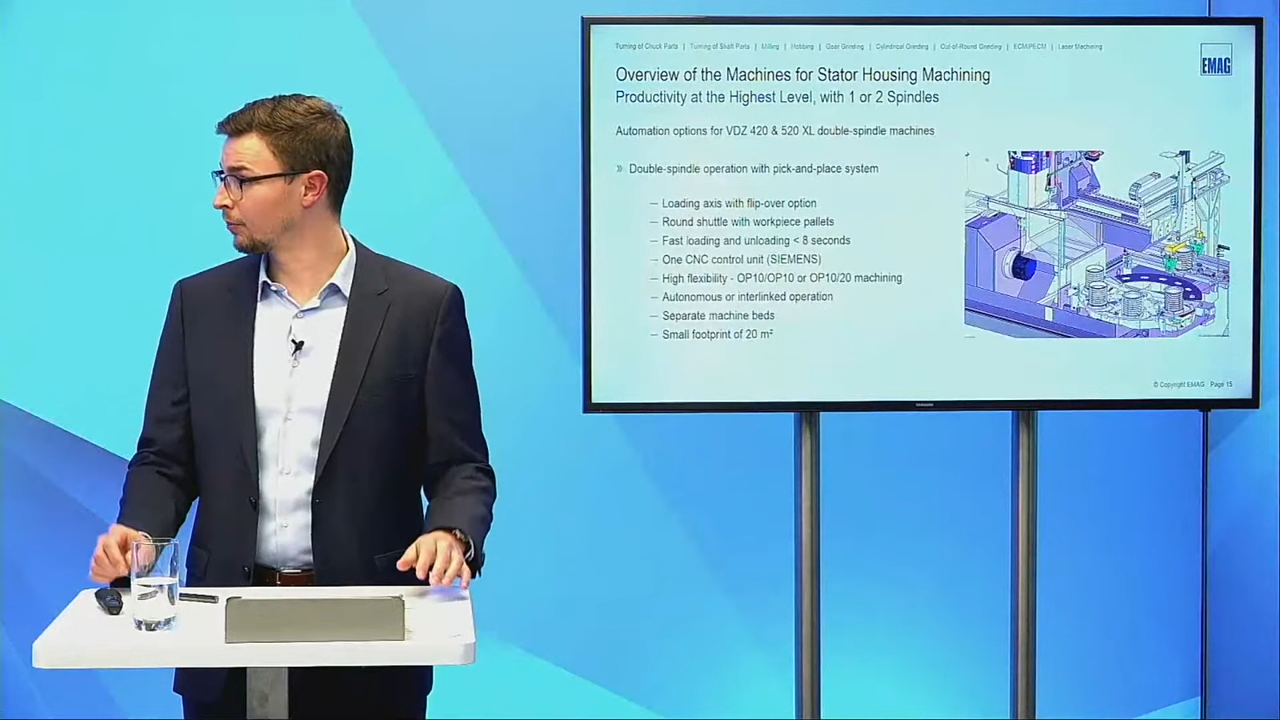 Turning of Chuck Parts | Turning of Shaft Parts | Milling | Hobbing | Gear Grinding | Cylindrical Grinding | Out-of-Round Grinding | ECM/PECM | Laser Machining
EMAG
Overview of the Machines for Stator Housing Machining
Productivity at the Highest Level, with 1 or 2 Spindles
Automation options for VDZ 420 & 520 XL double-spindle machines
» Double-spindle operation with pick-and-place system
– Loading axis with flip-over option
– Round shuttle with workpiece pallets
– Fast loading and unloading < 8 seconds
– One CNC control unit (SIEMENS)
– High flexibility - OP10/OP10 or OP10/20 machining
– Autonomous or interlinked operation
– Separate machine beds
– Small footprint of 20 m²
© Copyright EMAG · Page 15
SAMSUNG